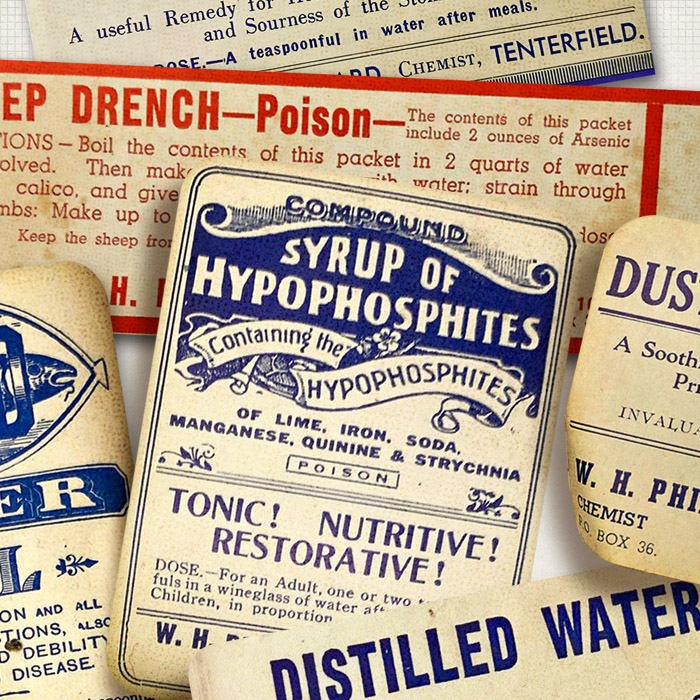 A useful Remedy for
and Sourness of the
DOSE.—A teaspoonful in water after meals.
CHEMIST, TENTERFIELD.
EP DRENCH—Poison—
The contents of this packet
include 2 ounces of Arsenic
TIONS — Boil the contents of this packet in 2 quarts of water
olved. Then make with water; strain through
calico, and give
mbs: Make up to dose
Keep the sheep from
H.
COMPOUND
SYRUP OF
HYPOPHOSPHITES
Containing the
HYPOPHOSPHITES
OF LIME, IRON, SODA,
MANGANESE, QUININE & STRYCHNIA
POISON
TONIC! NUTRITIVE!
RESTORATIVE!
DOSE.—For an Adult, one or two
fuls in a wineglass of water
Children, in proportion
W. H.
DUS
A Sooth
Pri
INVALUA
W. H. PHI
CHEMIST
P.O. BOX 36.
ER
L
ON AND ALL
TIONS, ALSO
D DEBILITY
DISEASE.
DISTILLED WATER